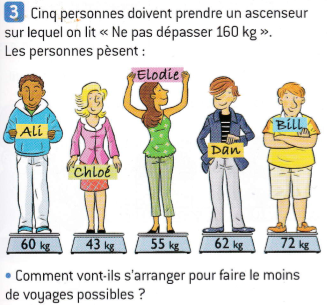 3 Cinq personnes doivent prendre un ascenseur
sur lequel on lit « Ne pas dépasser 160 kg ».
Les personnes pèsent :
Elodie
Ali
Bill
Dan
Chloé
60 kg 43 kg 55 kg 62 kg 72 kg
• Comment vont-ils s'arranger pour faire le moins
de voyages possibles ?